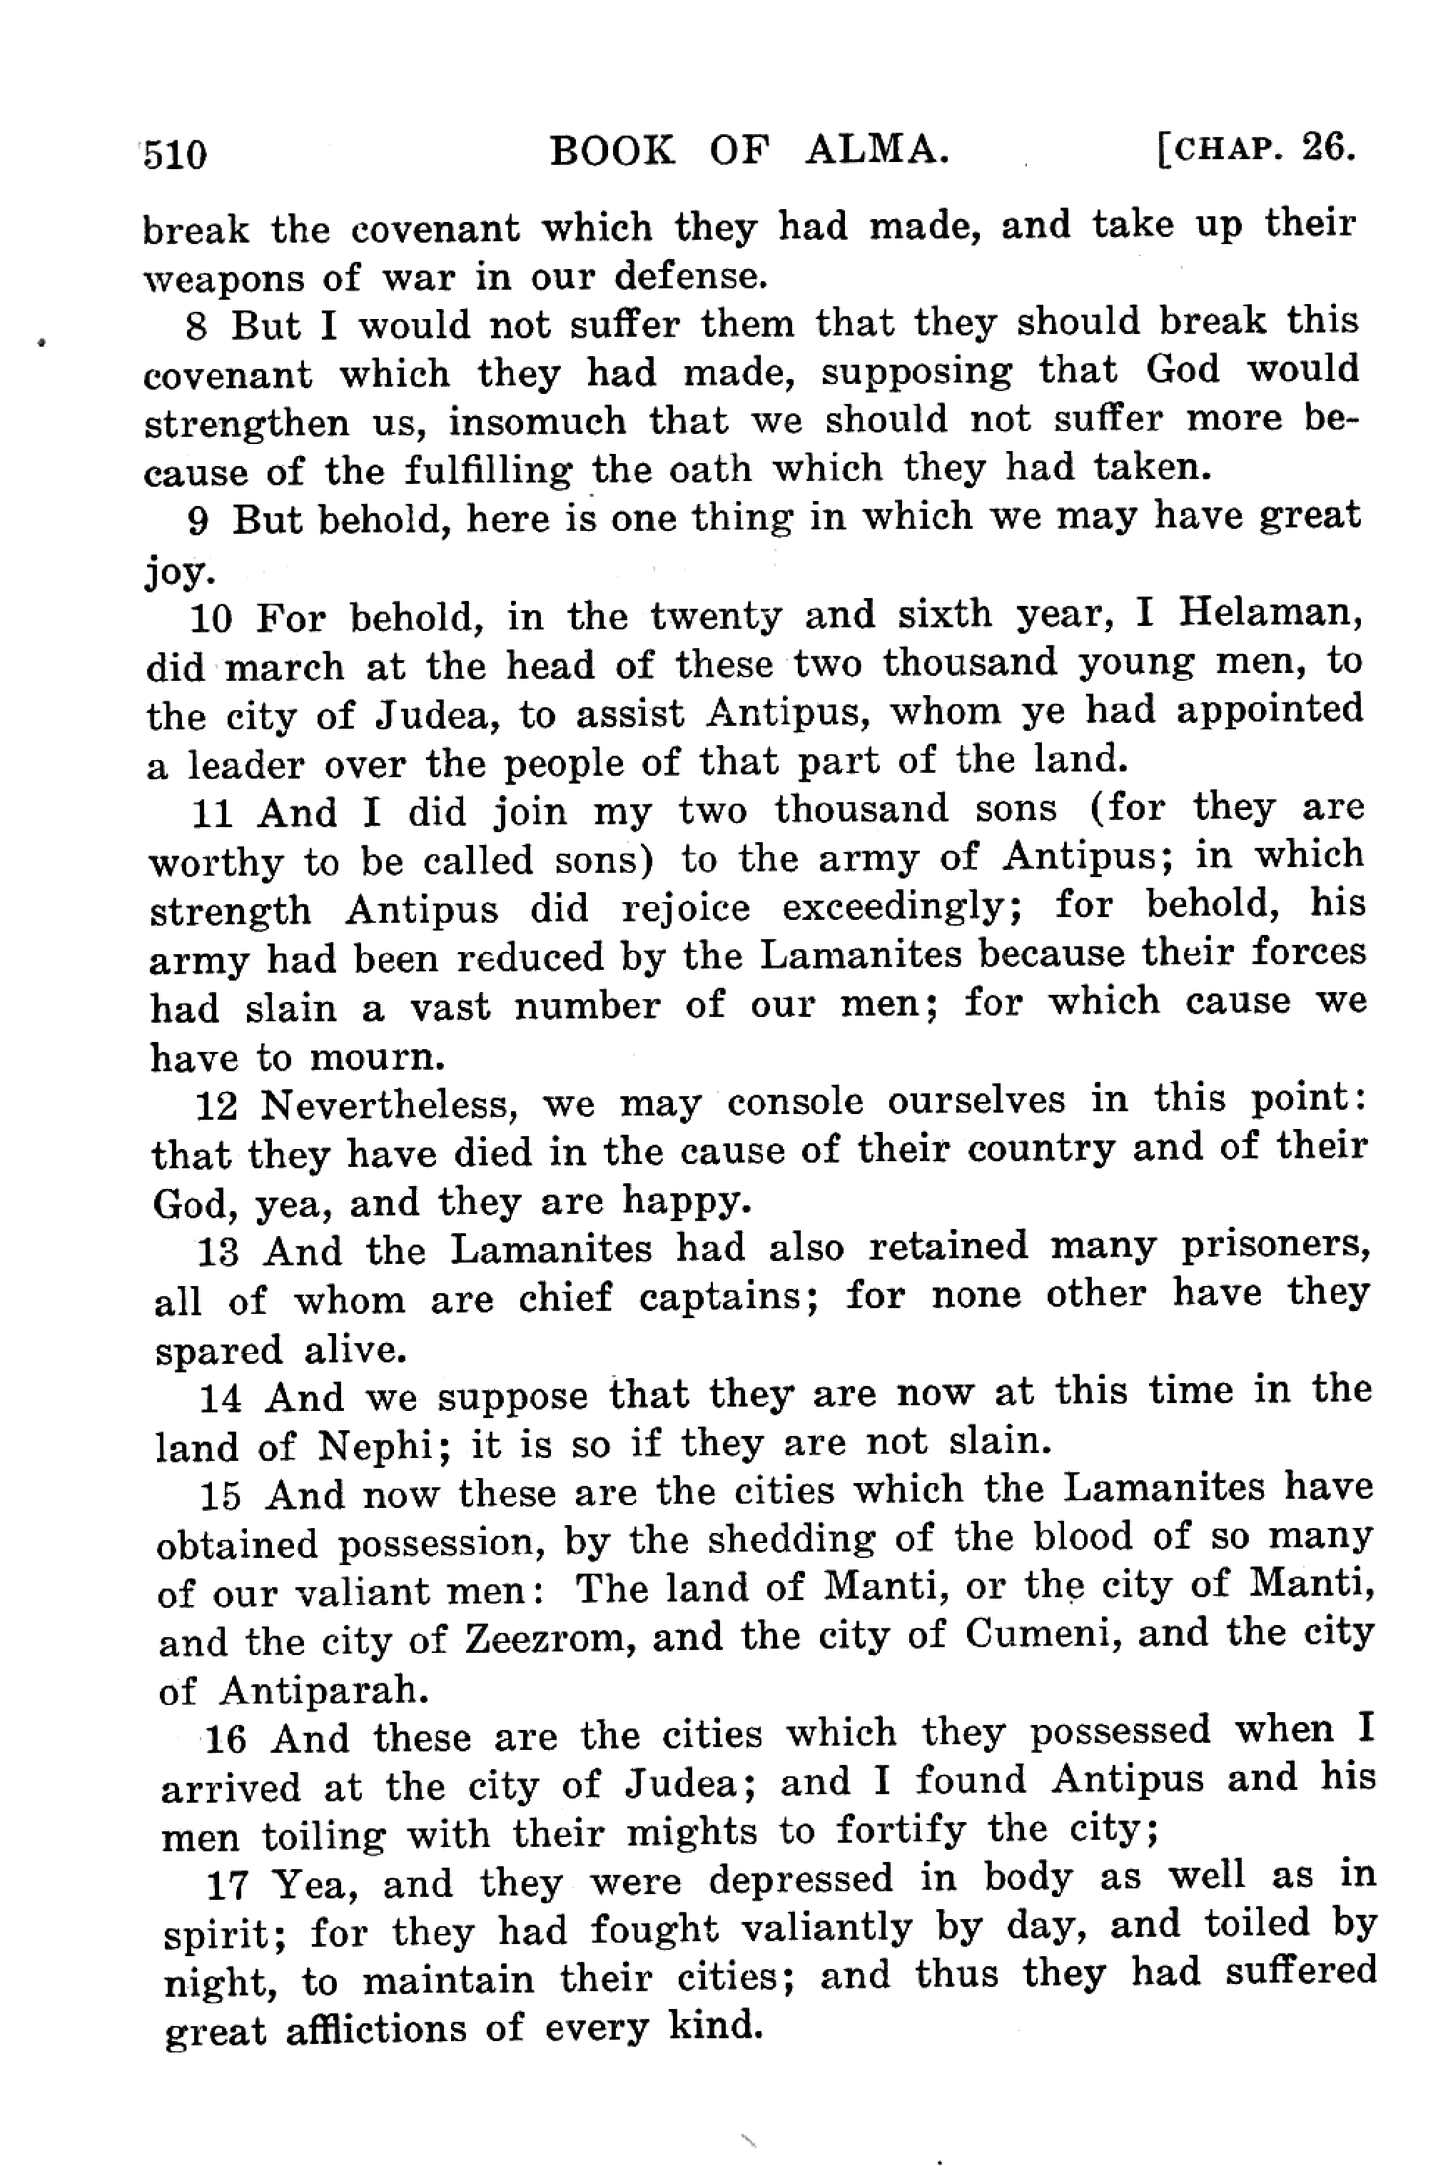 510 BOOK OF ALMA. [CHAP. 26.
break the covenant which they had made, and take up their
weapons of war in our defense.
8 But I would not suffer them that they should break this
covenant which they had made, supposing that God would
strengthen us, insomuch that we should not suffer more be-
cause of the fulfilling the oath which they had taken.
9 But behold, here is one thing in which we may have great
joy.
10 For behold, in the twenty and sixth year, I Helaman,
did march at the head of these two thousand young men, to
the city of Judea, to assist Antipus, whom ye had appointed
a leader over the people of that part of the land.
11 And I did join my two thousand sons (for they are
worthy to be called sons) to the army of Antipus; in which
strength Antipus did rejoice exceedingly; for behold, his
army had been reduced by the Lamanites because their forces
had slain a vast number of our men; for which cause we
have to mourn.
12 Nevertheless, we may console ourselves in this point:
that they have died in the cause of their country and of their
God, yea, and they are happy.
13 And the Lamanites had also retained many prisoners,
all of whom are chief captains; for none other have they
spared alive.
14 And we suppose that they are now at this time in the
land of Nephi; it is so if they are not slain.
15 And now these are the cities which the Lamanites have
obtained possession, by the shedding of the blood of so many
of our valiant men: The land of Manti, or the city of Manti,
and the city of Zeezrom, and the city of Cumeni, and the city
of Antiparah.
16 And these are the cities which they possessed when I
arrived at the city of Judea; and I found Antipus and his
men toiling with their mights to fortify the city;
17 Yea, and they were depressed in body as well as in
spirit; for they had fought valiantly by day, and toiled by
night, to maintain their cities; and thus they had suffered
great afflictions of every kind.